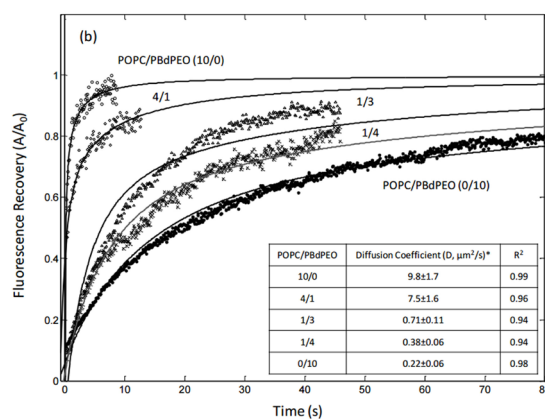 (b)
POPC/PBdPEO (10/0)
4/1
1/3
1/4
POPC/PBdPEO (0/10)
Fluorescence Recovery (A/A₀)
1
0.8
0.6
0.4
0.2
0
0 10 20 30 40 50 60 70 80
Time (s)
POPC/PBdPEO Diffusion Coefficient (D, μm²/s)* R²
10/0 9.8±1.7 0.99
4/1 7.5±1.6 0.96
1/3 0.71±0.11 0.94
1/4 0.38±0.06 0.94
0/10 0.22±0.06 0.98